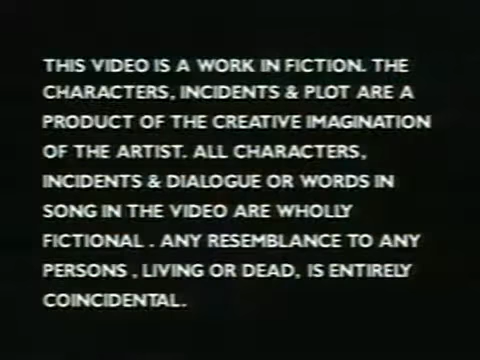 THIS VIDEO IS A WORK IN FICTION. THE
CHARACTERS, INCIDENTS & PLOT ARE A
PRODUCT OF THE CREATIVE IMAGINATION
OF THE ARTIST. ALL CHARACTERS,
INCIDENTS & DIALOGUE OR WORDS IN
SONG IN THE VIDEO ARE WHOLLY
FICTIONAL . ANY RESEMBLANCE TO ANY
PERSONS , LIVING OR DEAD, IS ENTIRELY
COINCIDENTAL.